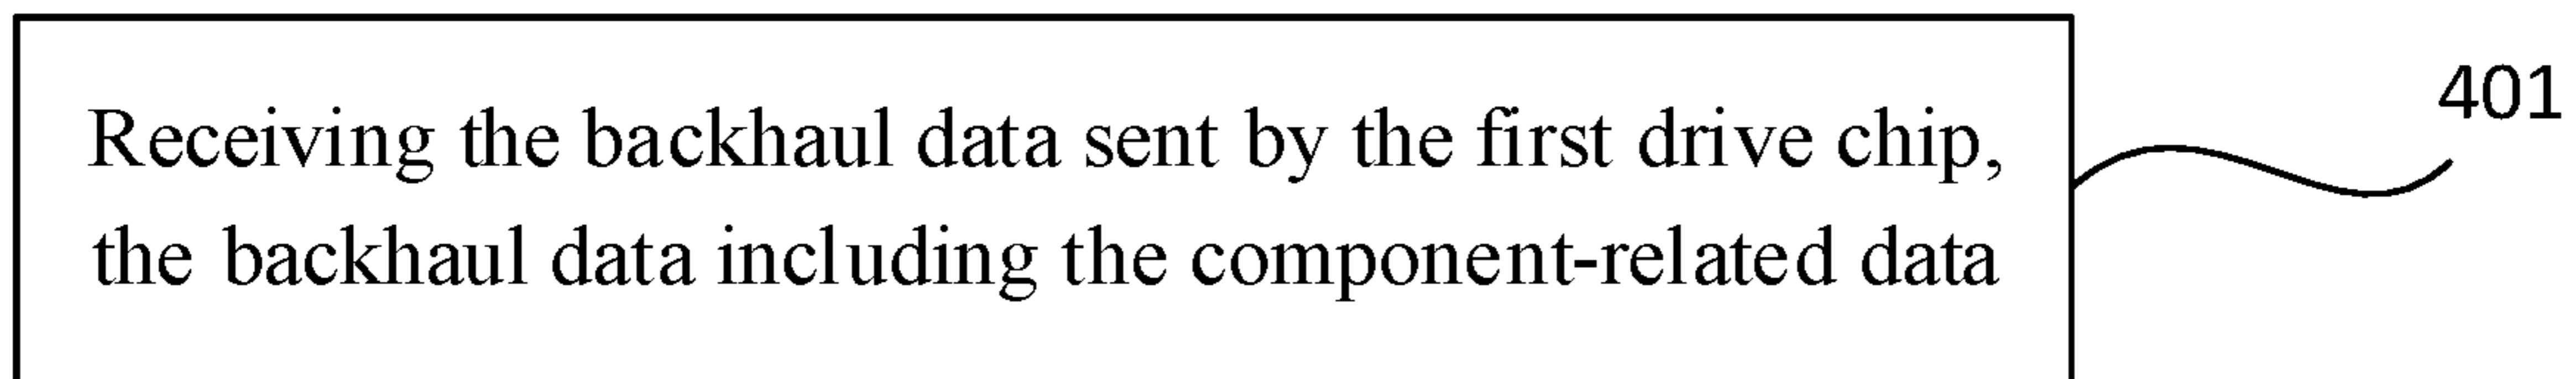 Receiving the backhaul data sent by the first drive chip,
the backhaul data including the component-related data
401